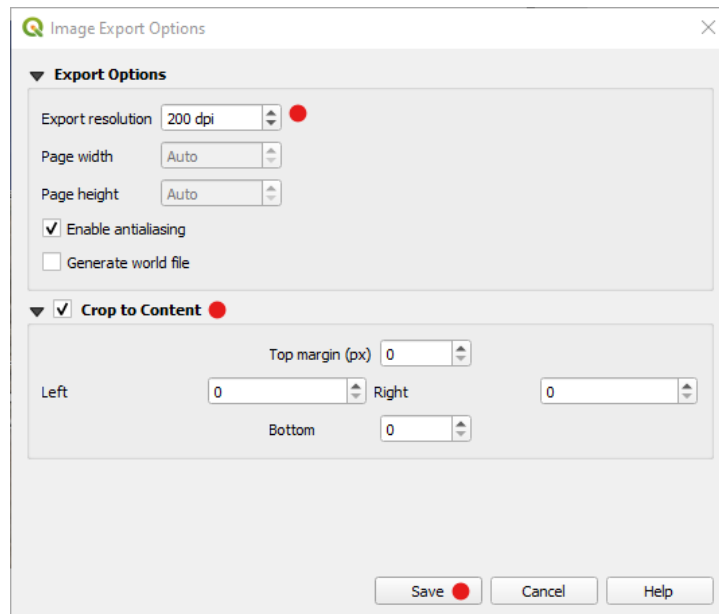 Image Export Options
Export Options
Export resolution 200 dpi
Page width Auto
Page height Auto
Enable antialiasing
Generate world file
Crop to Content
Top margin (px) 0
Left 0 Right 0
Bottom 0
Save Cancel Help